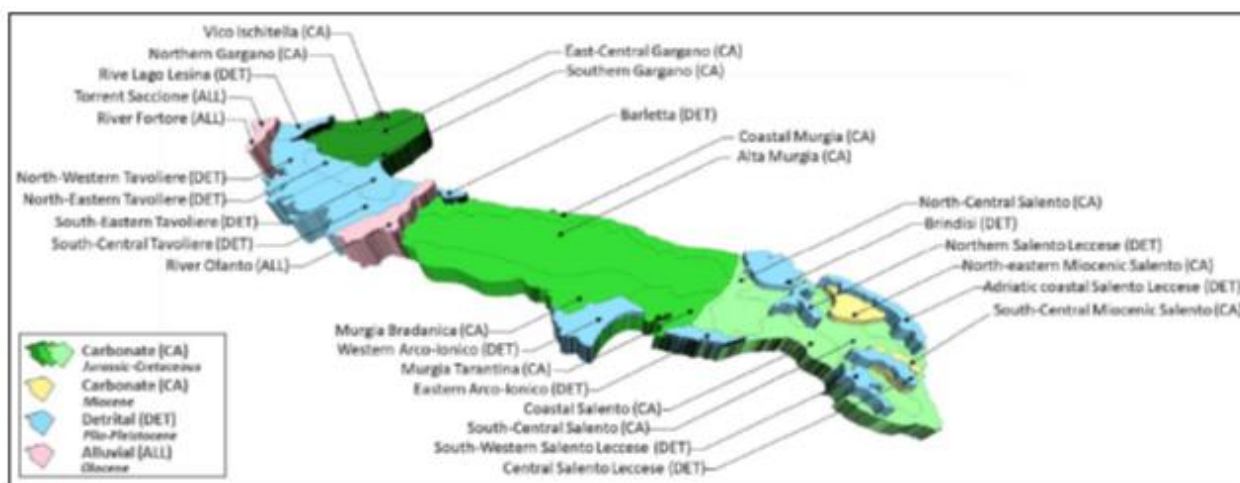 Vico Ischitella (CA)
Northern Gargano (CA)
Rive Lago Lesina (DET)
Torrent Saccione (ALL)
River Fortore (ALL)
East-Central Gargano (CA)
Southern Gargano (CA)
Barletta (DET)
Coastal Murgia (CA)
Alta Murgia (CA)
North-Western Tavoliere (DET)
North-Eastern Tavoliere (DET)
South-Eastern Tavoliere (DET)
South-Central Tavoliere (DET)
River Ofanto (ALL)
North-Central Salento (CA)
Brindisi (DET)
Northern Salento Leccese (DET)
North-eastern Miocenic Salento (CA)
Adriatic coastal Salento Leccese (DET)
South-Central Miocenic Salento (CA)
Murgia Bradanica (CA)
Western Arco-Ionico (DET)
Murgia Tarantina (CA)
Eastern Arco-Ionico (DET)
Coastal Salento (CA)
South-Central Salento (CA)
South-Western Salento Leccese (DET)
Central Salento Leccese (DET)
Carbonate (CA)
Jurassic-Cretaceous
Carbonate (CA)
Miocene
Detrital (DET)
Plio-Pleistocene
Alluvial (ALL)